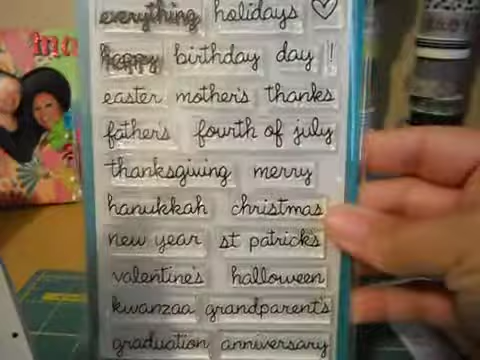 everything holidays
happy birthday day !
easter mother's thanks
father's fourth of july
thanksgiving merry
hanukkah christmas
new year st patrick's
valentine's halloween
kwanzaa grandparent's
graduation anniversary